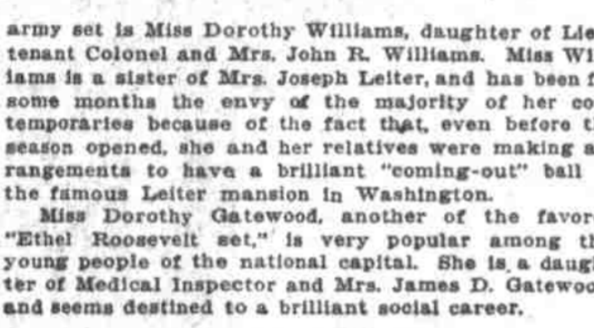 army set is Miss Dorothy Williams, daughter of Lie
tenant Colonel and Mrs. John R. Williams. Miss Wi
iams is a sister of Mrs. Joseph Leiter, and has been f
some months the envy of the majority of her co
temporaries because of the fact that, even before t
season opened, she and her relatives were making a
rangements to have a brilliant "coming-out" ball
the famous Leiter mansion in Washington.
Miss Dorothy Gatewood, another of the favor
"Ethel Roosevelt set," is very popular among th
young people of the national capital. She is a daug
ter of Medical Inspector and Mrs. James D. Gatewoo
and seems destined to a brilliant social career.